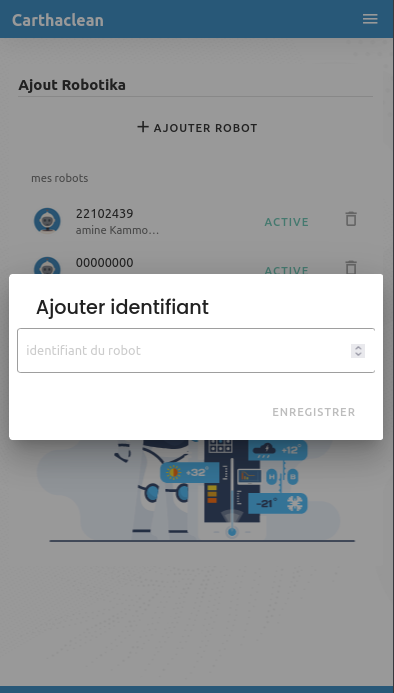 Carthaclean
Ajout Robotika
AJOUTER ROBOT
mes robots
22102439
amine Kammo...
ACTIVE
00000000
ACTIVE
Ajouter identifiant
identifiant du robot
ENREGISTRER
+12°
+32°
H
B
-21°